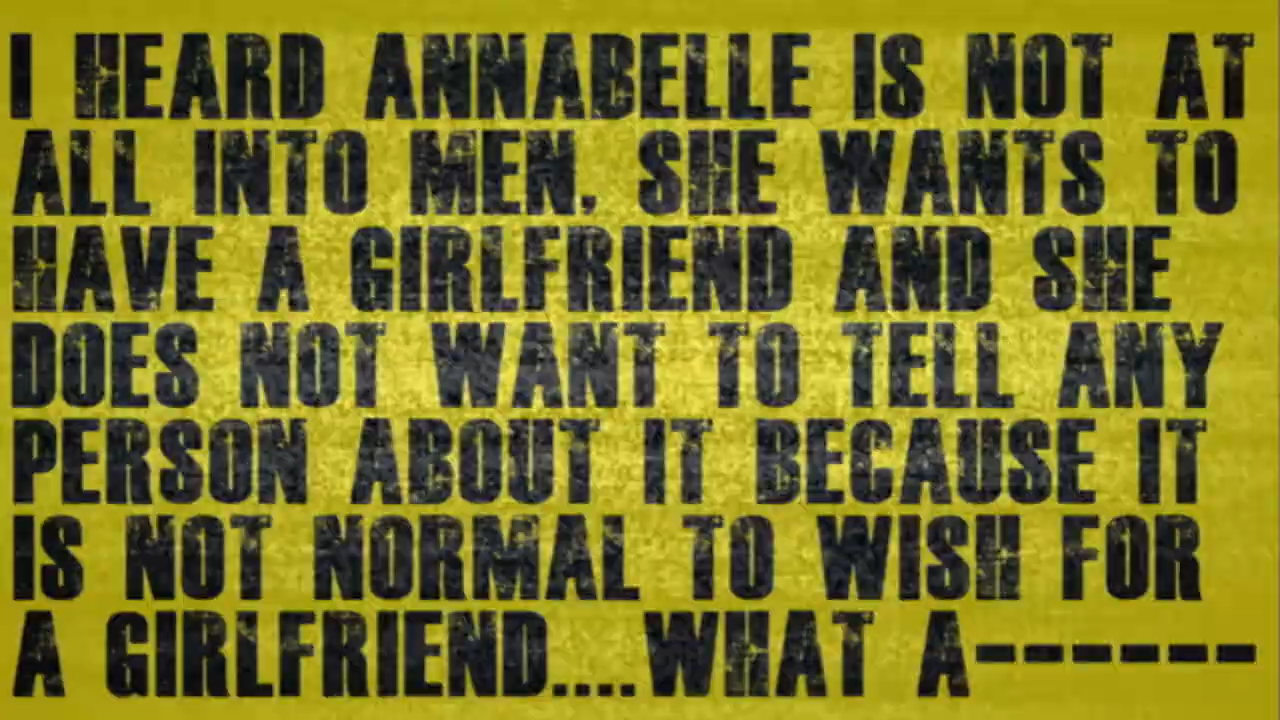 I HEARD ANNABELLE IS NOT AT
ALL INTO MEN. SHE WANTS TO
HAVE A GIRLFRIEND AND SHE
DOES NOT WANT TO TELL ANY
PERSON ABOUT IT BECAUSE IT
IS NOT NORMAL TO WISH FOR
A GIRLFRIEND....WHAT A------